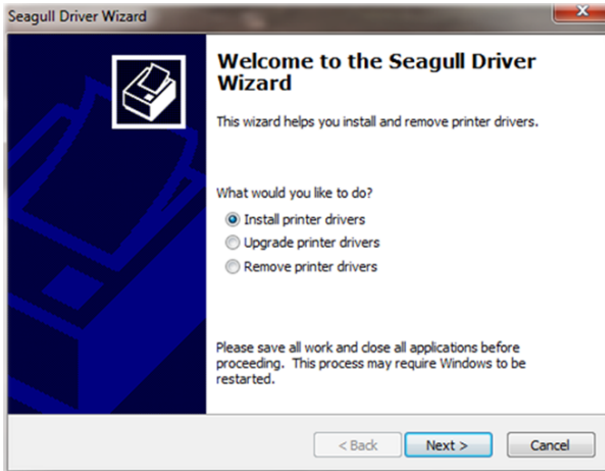 Seagull Driver Wizard
Welcome to the Seagull Driver
Wizard
This wizard helps you install and remove printer drivers.
What would you like to do?
Install printer drivers
Upgrade printer drivers
Remove printer drivers
Please save all work and close all applications before
proceeding. This process may require Windows to be
restarted.
< Back Next > Cancel